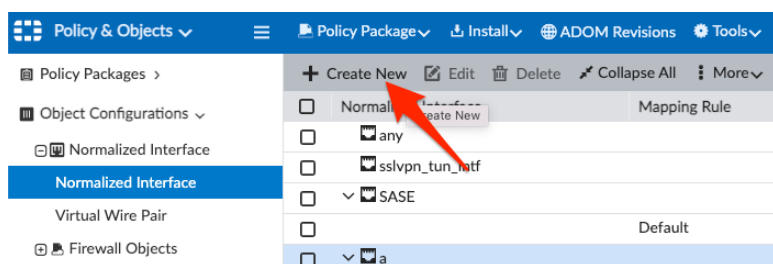 Policy & Objects Policy Package Install ADOM Revisions Tools
Policy Packages Create New Edit Delete Collapse All More
Object Configurations Normalized Interface Mapping Rule
Create New
Normalized Interface any
sslvpn_tun_intf
Normalized Interface SASE
Virtual Wire Pair Default
Firewall Objects a